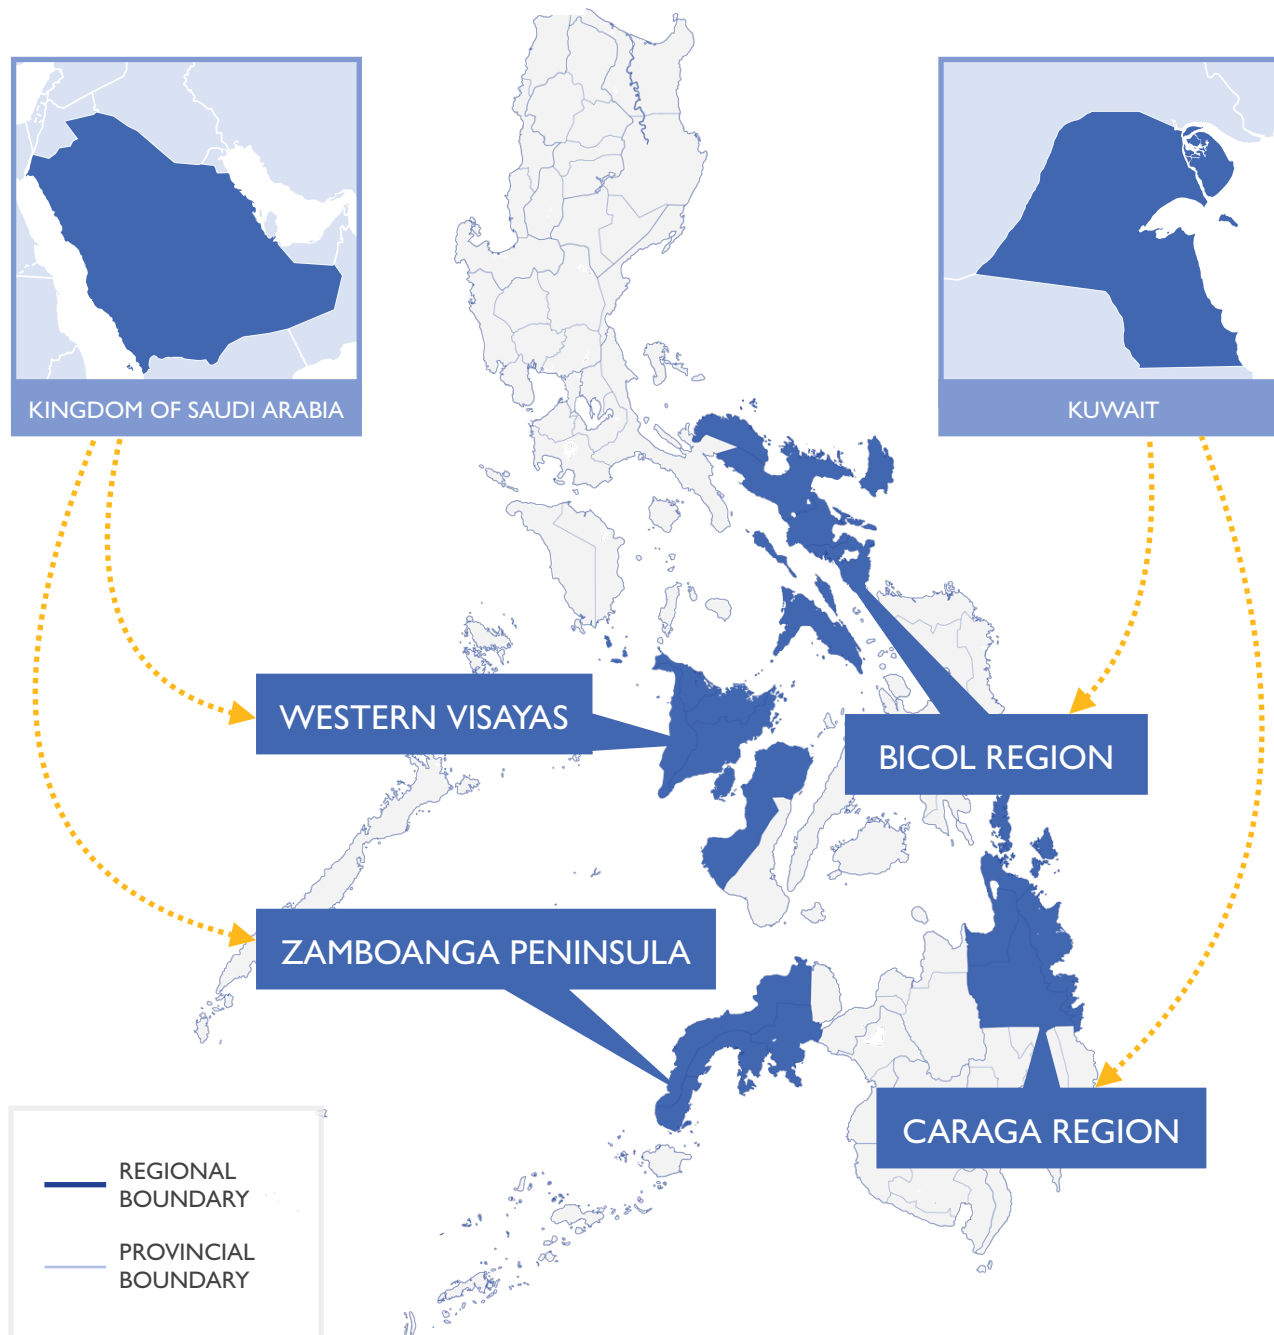 KINGDOM OF SAUDI ARABIA
KUWAIT
WESTERN VISAYAS
BICOL REGION
ZAMBOANGA PENINSULA
CARAGA REGION
REGIONAL
BOUNDARY
PROVINCIAL
BOUNDARY